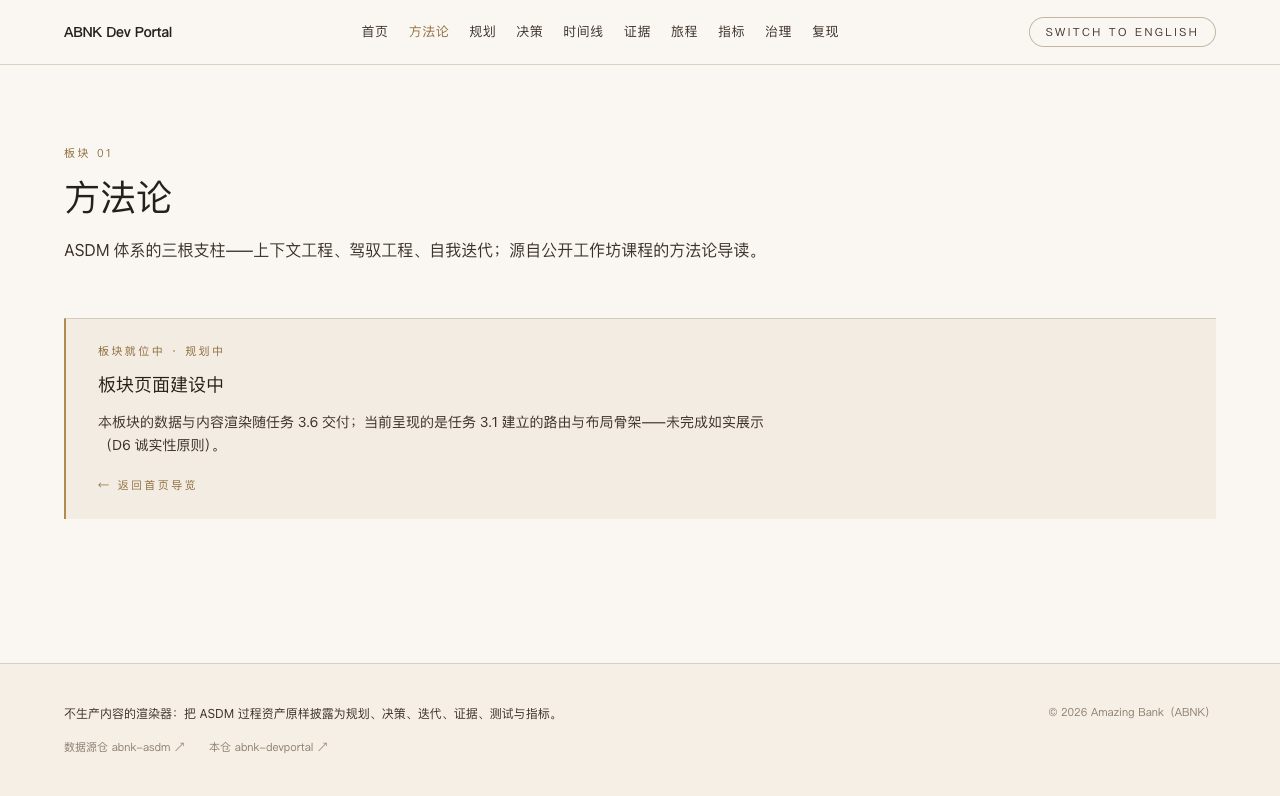 ABNK Dev Portal
首页 方法论 规划 决策 时间线 证据 旅程 指标 治理 复现
SWITCH TO ENGLISH
板块 01
方法论
ASDM 体系的三根支柱——上下文工程、驾驭工程、自我迭代；源自公开工作坊课程的方法论导读。
板块就位中 · 规划中
板块页面建设中
本板块的数据与内容渲染随任务 3.6 交付；当前呈现的是任务 3.1 建立的路由与布局骨架——未完成如实展示
（D6 诚实性原则）。
← 返回首页导览
不生产内容的渲染器：把 ASDM 过程资产原样披露为规划、决策、迭代、证据、测试与指标。
© 2026 Amazing Bank（ABNK）
数据源仓 abnk-asdm ↗ 本仓 abnk-devportal ↗